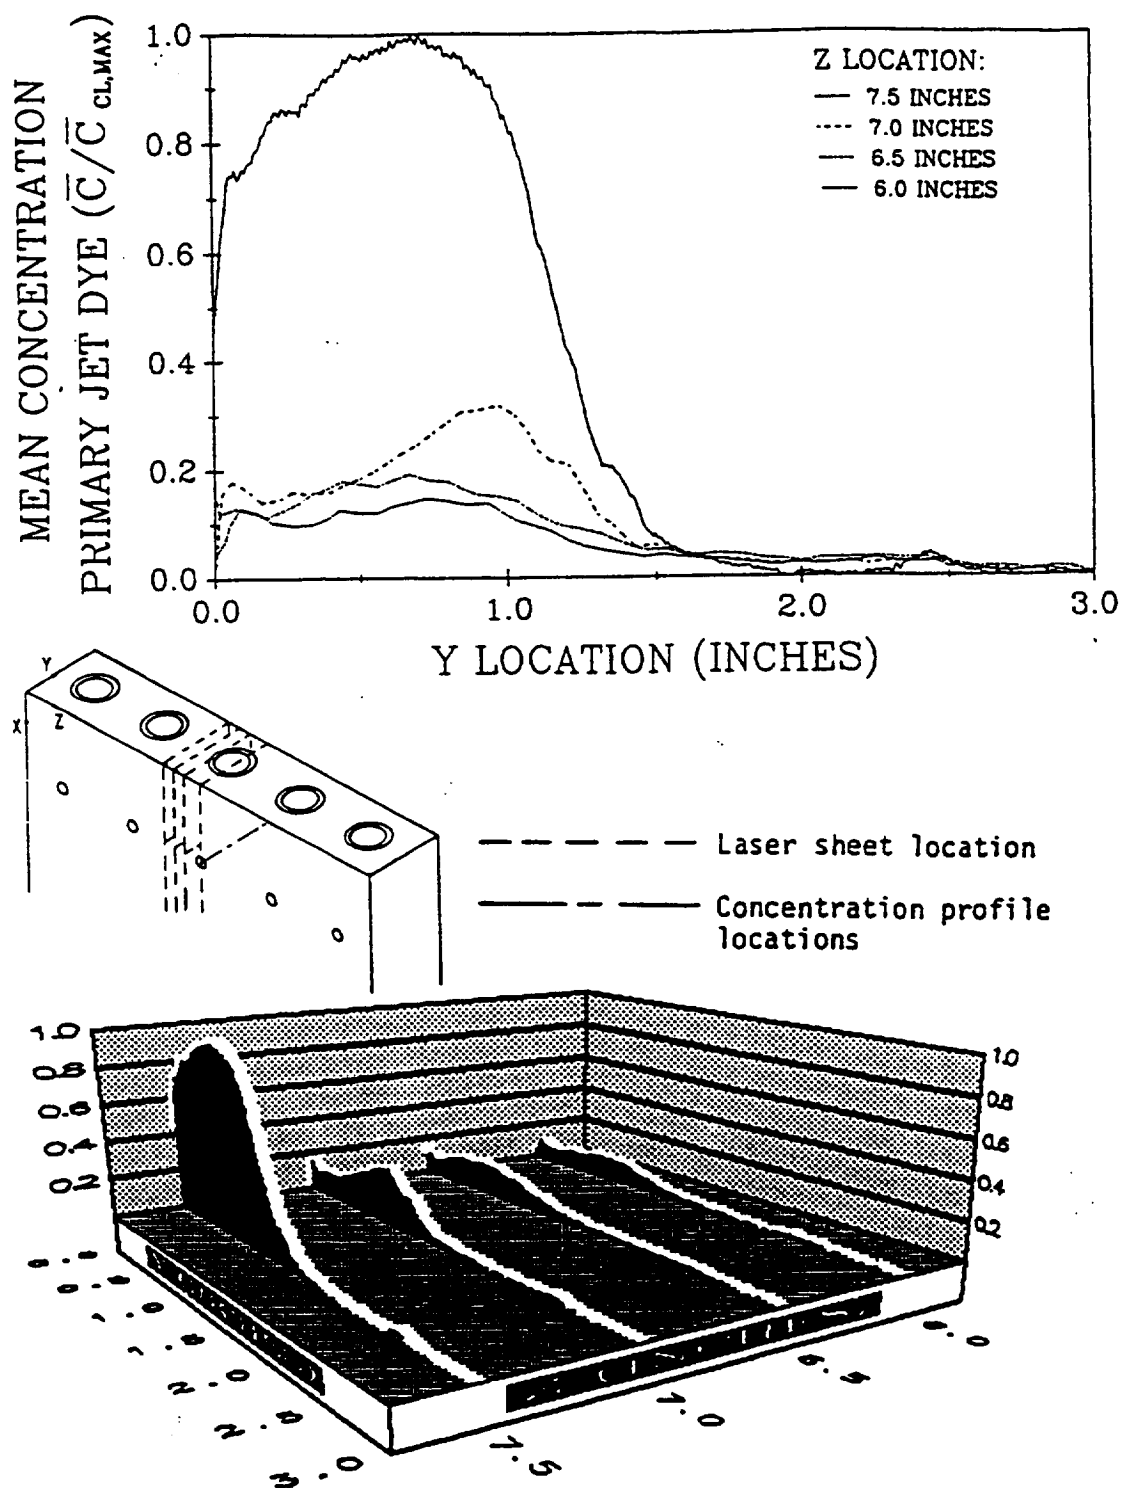 MEAN CONCENTRATION
PRIMARY JET DYE (C̅/C̅ CL,MAX)
1.0
0.8
0.6
0.4
0.2
0.0
Z LOCATION:
7.5 INCHES
7.0 INCHES
6.5 INCHES
6.0 INCHES
0.0 1.0 2.0 3.0
Y LOCATION (INCHES)
Y
X Z
Laser sheet location
Concentration profile
locations
1.0
0.8
0.6
0.4
0.2
1.0
0.8
0.6
0.4
0.2
2.0
3.0
7.5
7.0
6.5
6.0